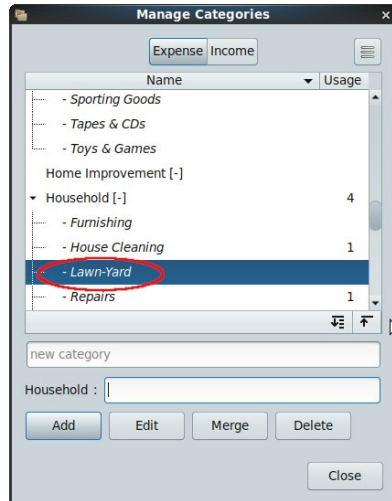 Manage Categories
Expense Income
Name Usage
- Sporting Goods
- Tapes & CDs
- Toys & Games
Home Improvement [-]
Household [-] 4
- Furnishing
- House Cleaning 1
- Lawn-Yard
- Repairs 1
new category
Household :
Add Edit Merge Delete
Close